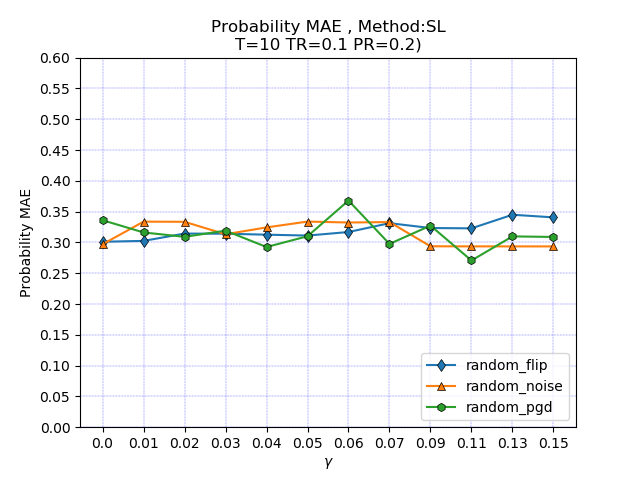 Probability MAE , Method:SL
T=10 TR=0.1 PR=0.2)
Probability MAE
0.60
0.55
0.50
0.45
0.40
0.35
0.30
0.25
0.20
0.15
0.10
0.05
0.00
random_flip
random_noise
random_pgd
0.0 0.01 0.02 0.03 0.04 0.05 0.06 0.07 0.09 0.11 0.13 0.15
γ